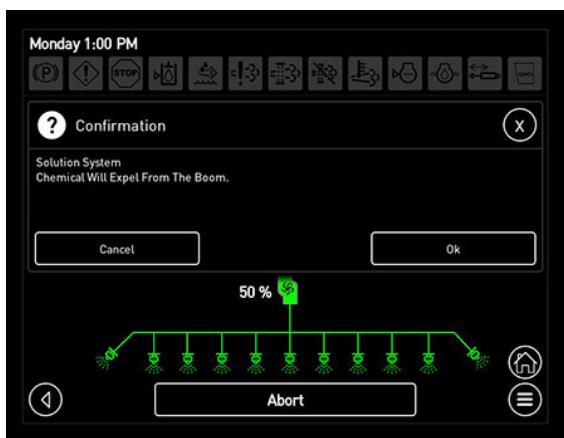 Monday 1:00 PM
(P)
STOP
? Confirmation
X
Solution System
Chemical Will Expel From The Boom.
Cancel
Ok
50 %
Abort